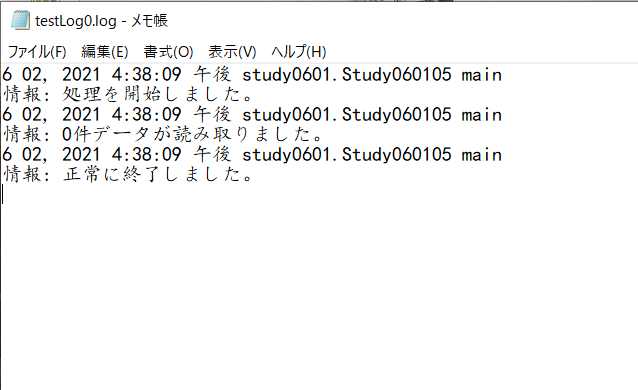 testLog0.log - メモ帳
ファイル(F) 編集(E) 書式(O) 表示(V) ヘルプ(H)
6 02, 2021 4:38:09 午後 study0601.Study060105 main
情報: 処理を開始しました。
6 02, 2021 4:38:09 午後 study0601.Study060105 main
情報: 0件データが読み取りました。
6 02, 2021 4:38:09 午後 study0601.Study060105 main
情報: 正常に終了しました。